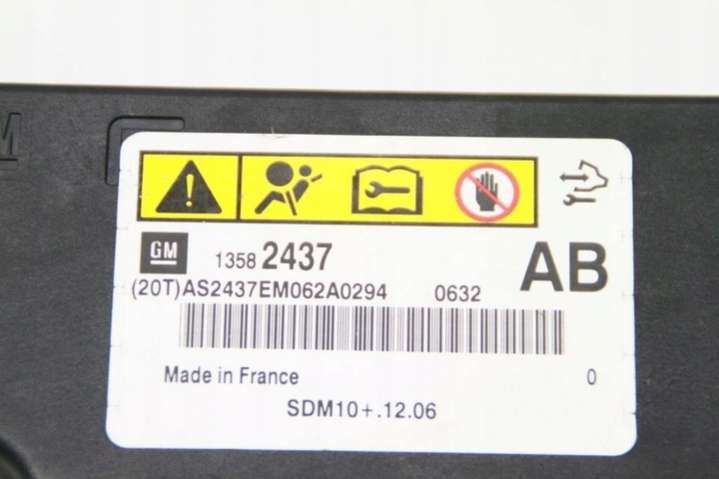 GM
1358 2437
AB
(20T)AS2437EM062A0294 0632
Made in France 0
SDM10+.12.06